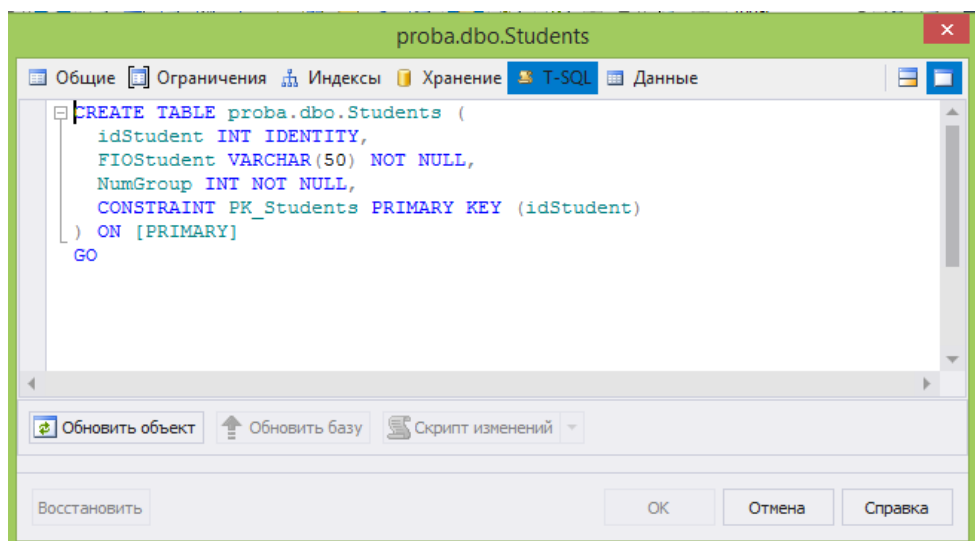 proba.dbo.Students
Общие Ограничения Индексы Хранение T-SQL Данные
CREATE TABLE proba.dbo.Students (
idStudent INT IDENTITY,
FIOStudent VARCHAR(50) NOT NULL,
NumGroup INT NOT NULL,
CONSTRAINT PK_Students PRIMARY KEY (idStudent)
) ON [PRIMARY]
GO
Обновить объект Обновить базу Скрипт изменений
Восстановить OK Отмена Справка